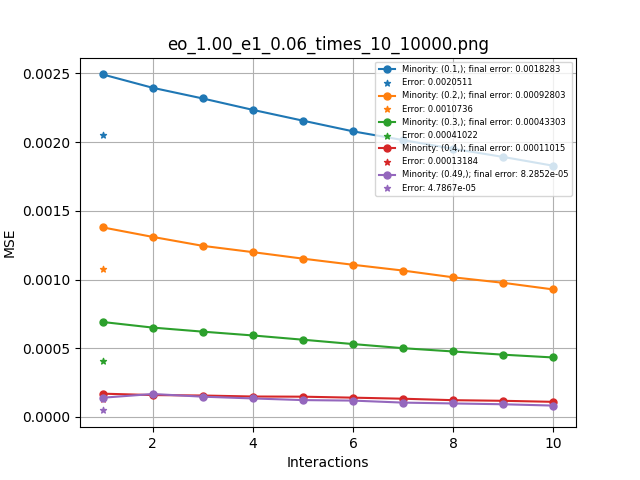 eo_1.00_e1_0.06_times_10_10000.png
Minority: (0.1,); final error: 0.0018283
Error: 0.0020511
Minority: (0.2,); final error: 0.00092803
Error: 0.0010736
Minority: (0.3,); final error: 0.00043303
Error: 0.00041022
Minority: (0.4,); final error: 0.00011015
Error: 0.00013184
Minority: (0.49,); final error: 8.2852e-05
Error: 4.7867e-05
MSE
0.0025
0.0020
0.0015
0.0010
0.0005
0.0000
2
4
6
8
10
Interactions